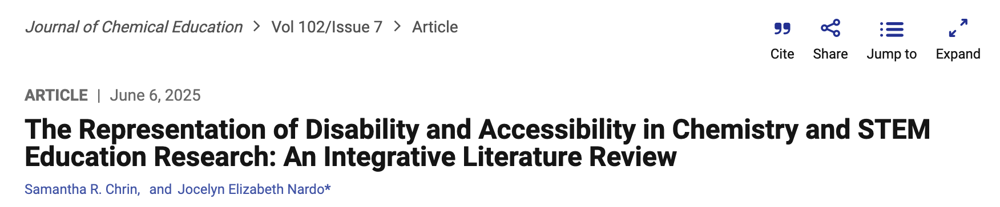 Journal of Chemical Education > Vol 102/Issue 7 > Article
Cite Share Jump to Expand
ARTICLE | June 6, 2025
The Representation of Disability and Accessibility in Chemistry and STEM
Education Research: An Integrative Literature Review
Samantha R. Chrin, and Jocelyn Elizabeth Nardo*